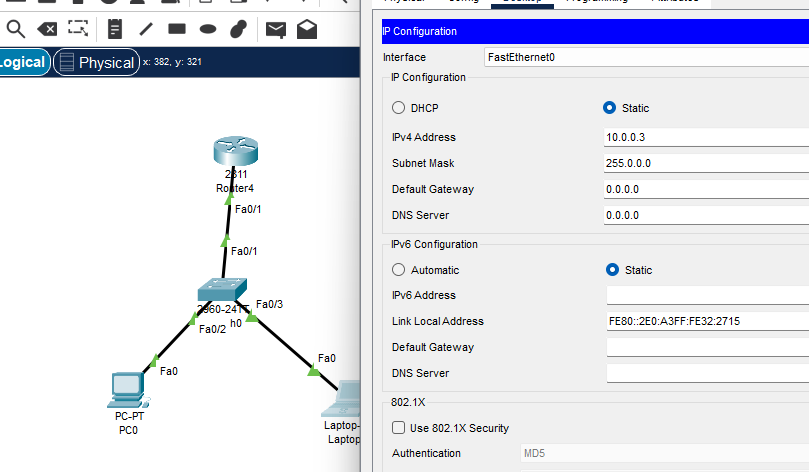 Logical
Physical
x: 382, y: 321
2811
Router4
Fa0/1
Fa0/1
2960-24TT
Fa0/3
h0
Fa0/2
Fa0
Fa0
PC-PT
PC0
Laptop-
Laptop
IP Configuration
Interface
FastEthernet0
IP Configuration
DHCP
Static
IPv4 Address
10.0.0.3
Subnet Mask
255.0.0.0
Default Gateway
0.0.0.0
DNS Server
0.0.0.0
IPv6 Configuration
Automatic
Static
IPv6 Address
Link Local Address
FE80::2E0:A3FF:FE32:2715
Default Gateway
DNS Server
802.1X
Use 802.1X Security
Authentication
MD5